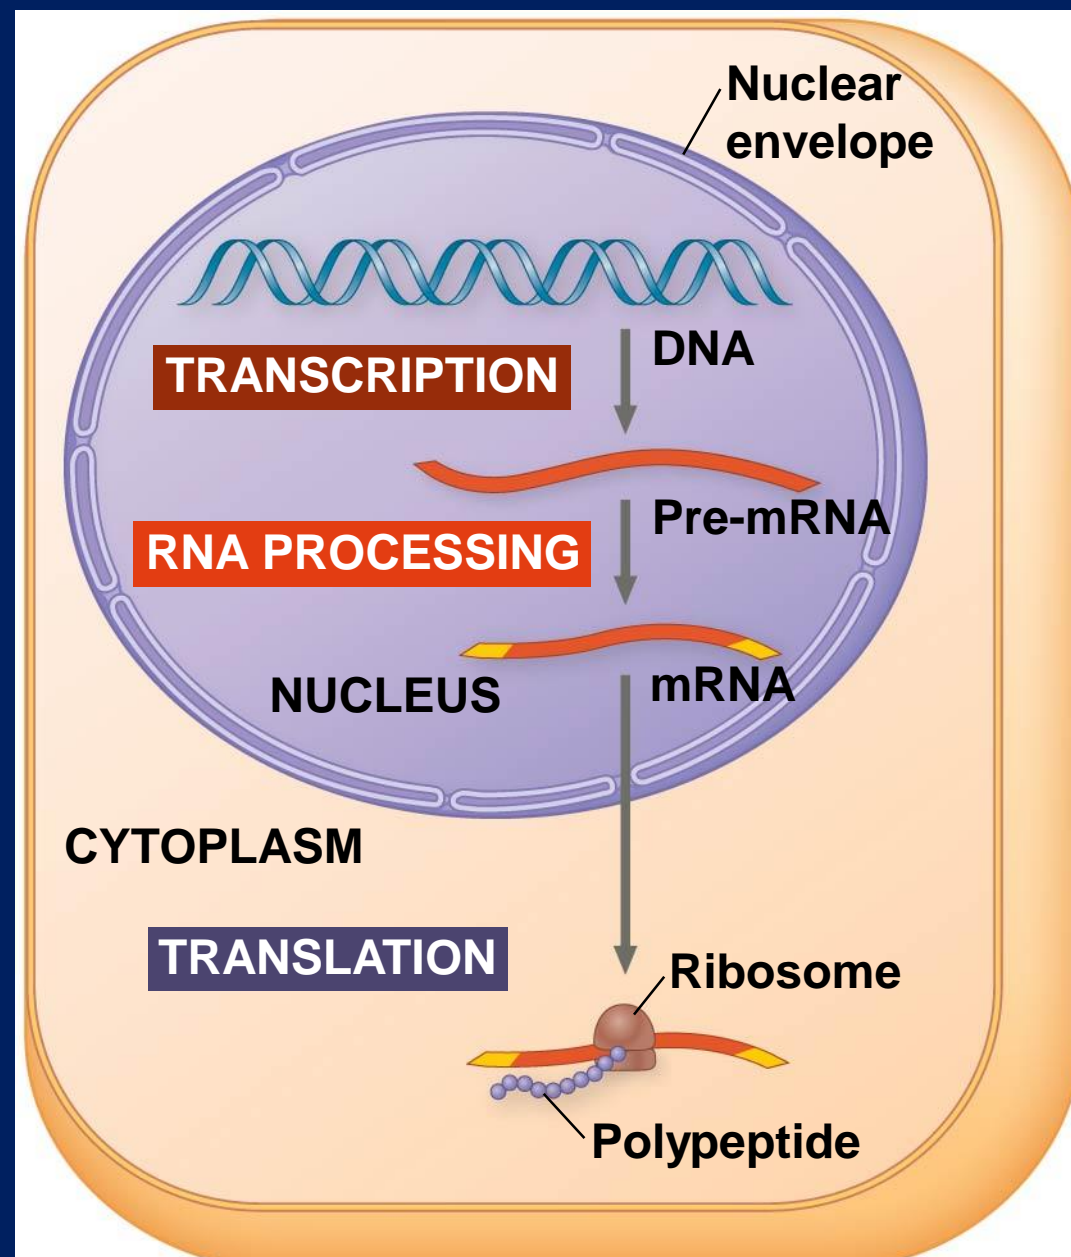 Nuclear
envelope
DNA
TRANSCRIPTION
Pre-mRNA
RNA PROCESSING
mRNA
NUCLEUS
CYTOPLASM
TRANSLATION
Ribosome
Polypeptide